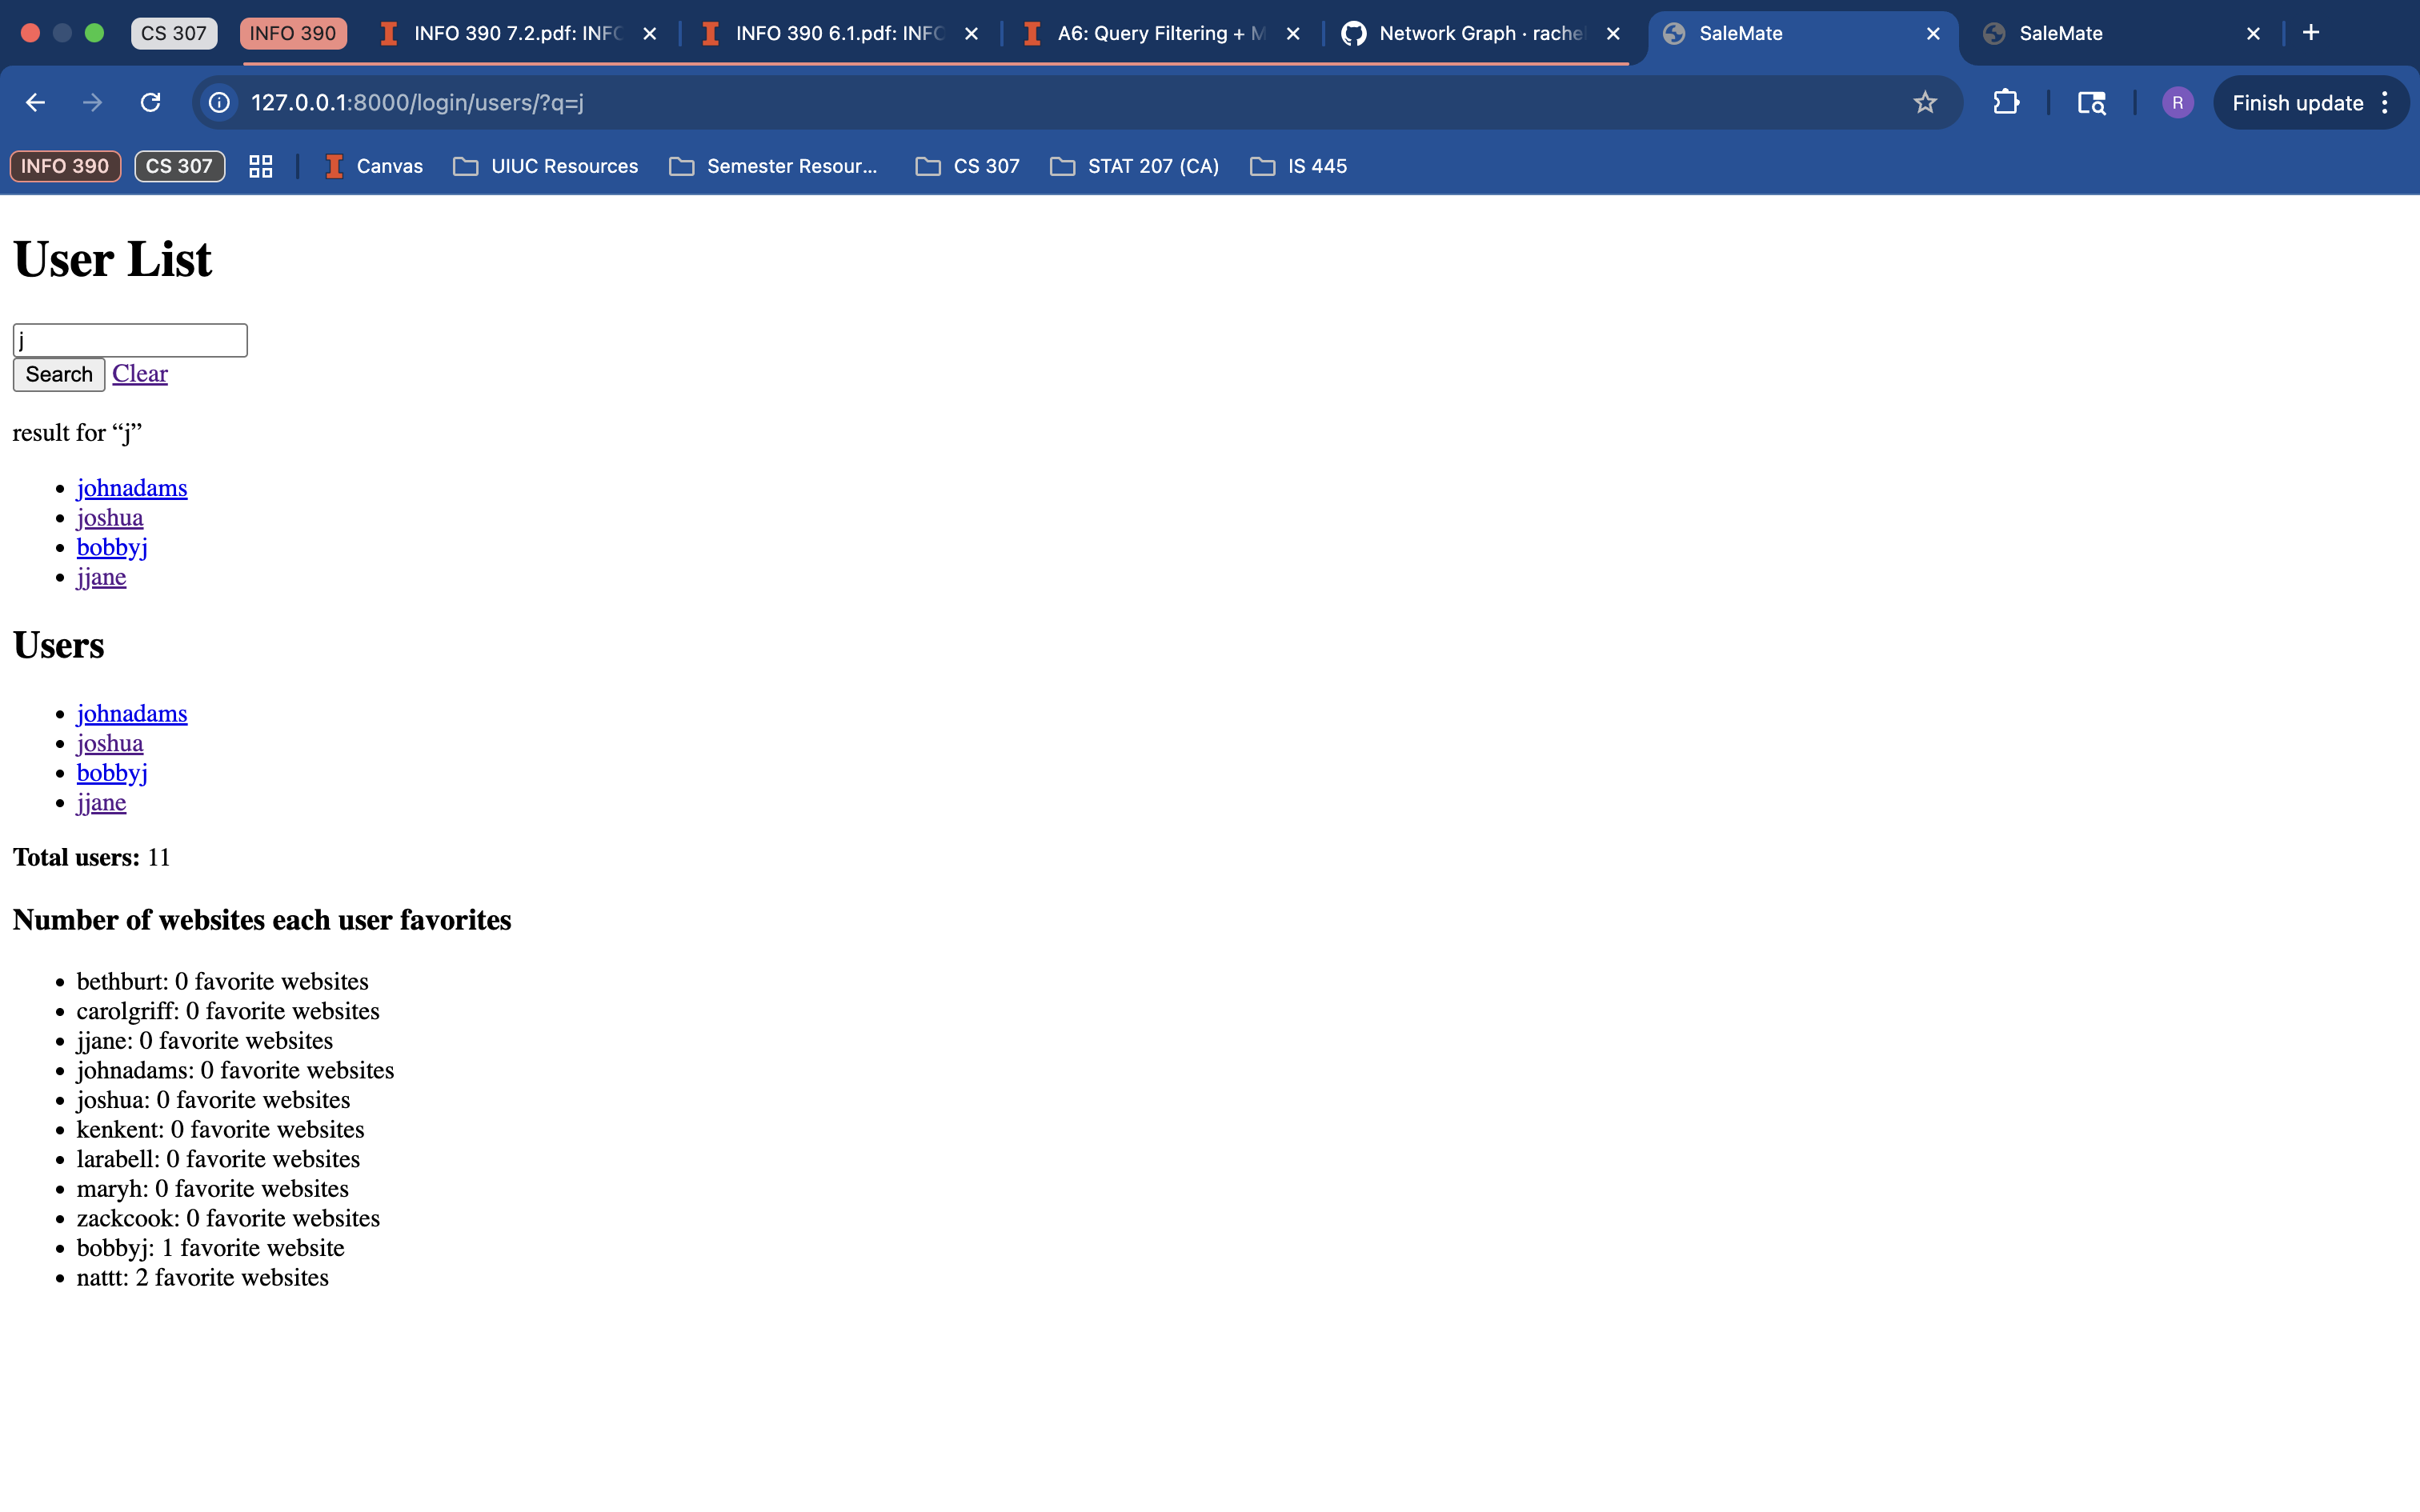 CS 307 INFO 390 INFO 390 7.2.pdf: INFO INFO 390 6.1.pdf: INFO A6: Query Filtering + M Network Graph · rache SaleMate SaleMate
127.0.0.1:8000/login/users/?q=j R Finish update
INFO 390 CS 307 Canvas UIUC Resources Semester Resour... CS 307 STAT 207 (CA) IS 445
User List
j
Search Clear
result for “j”
johnadams
joshua
bobbyj
jjane
Users
johnadams
joshua
bobbyj
jjane
Total users: 11
Number of websites each user favorites
bethburt: 0 favorite websites
carolgriff: 0 favorite websites
jjane: 0 favorite websites
johnadams: 0 favorite websites
joshua: 0 favorite websites
kenkent: 0 favorite websites
larabell: 0 favorite websites
maryh: 0 favorite websites
zackcook: 0 favorite websites
bobbyj: 1 favorite website
nattt: 2 favorite websites